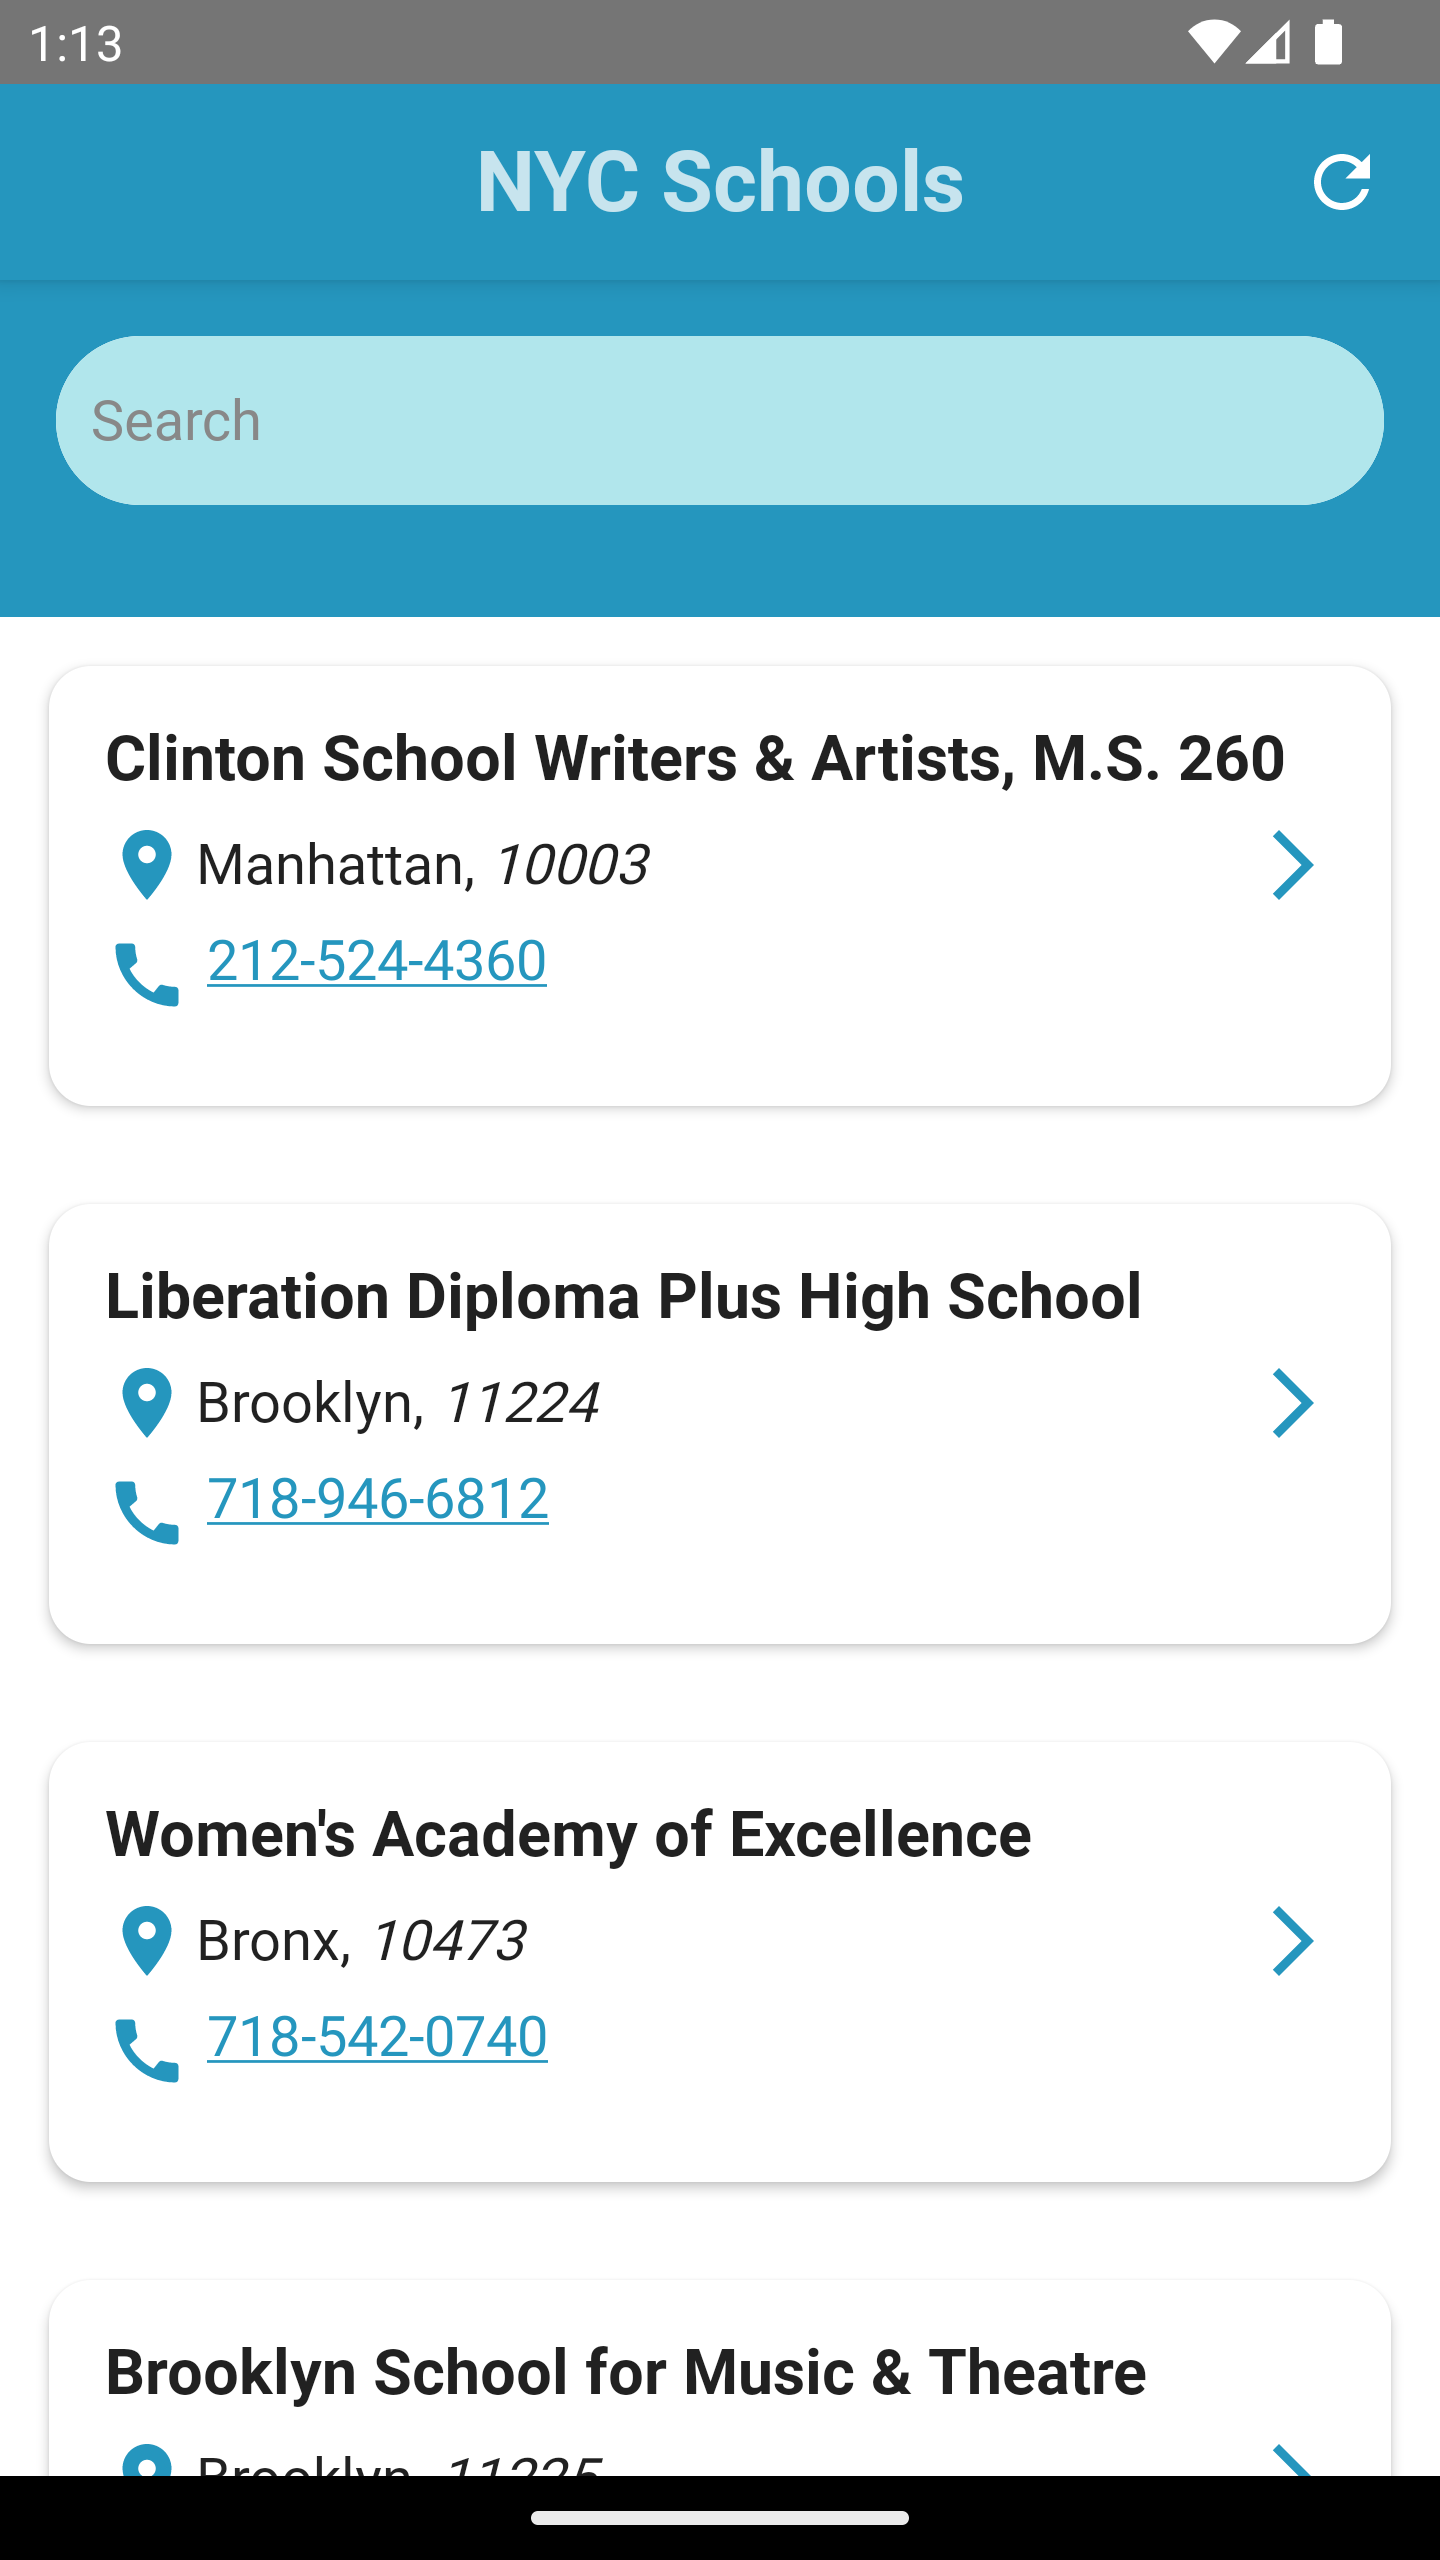 1:13
NYC Schools
Search
Clinton School Writers & Artists, M.S. 260
Manhattan, 10003
212-524-4360
Liberation Diploma Plus High School
Brooklyn, 11224
718-946-6812
Women's Academy of Excellence
Bronx, 10473
718-542-0740
Brooklyn School for Music & Theatre
Brooklyn, 11225